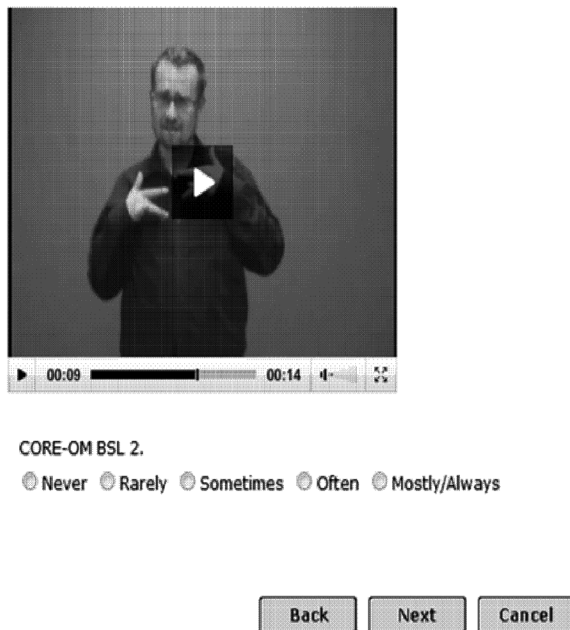 00:09 00:14
CORE-OM BSL 2.
Never Rarely Sometimes Often Mostly/Always
Back Next Cancel